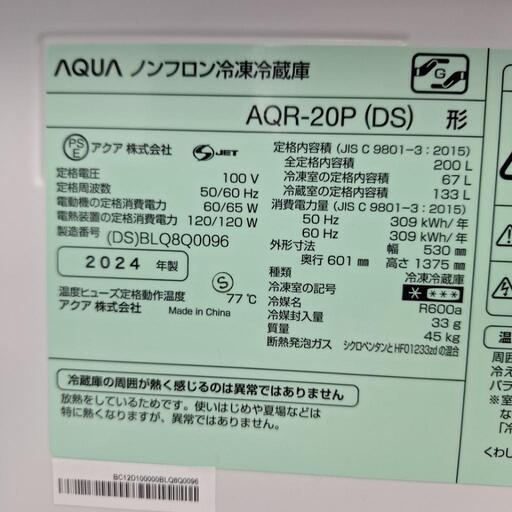 AQUA ノンフロン冷凍冷蔵庫
G
AQR-20P (DS) 形
PSE アクア 株式会社 S JET
定格電圧 100 V
定格周波数 50/60 Hz
電動機の定格消費電力 60/65 W
電熱装置の定格消費電力 120/120 W
製造番号 (DS)BLQ8Q0096
2024 年製
S
温度ヒューズ定格動作温度 77℃
アクア 株式会社 Made in China
定格内容積 (JIS C 9801-3 : 2015)
全定格内容積 200 L
冷凍室の定格内容積 67 L
冷蔵室の定格内容積 133 L
消費電力量 (JIS C 9801-3 : 2015)
50 Hz 309 kWh/年
60 Hz 309 kWh/年
外形寸法 幅 530 mm
奥行 601 mm 高さ 1375 mm
種類 冷凍冷蔵庫
冷凍室の記号
冷媒名 R600a
冷媒封入量 33 g
質量 45 kg
断熱発泡ガス シクロペンタンとHFO1233zdの混合
冷蔵庫の周囲が熱く感じるのは異常ではありません
放熱をしているためです。使いはじめや夏場などは
特に熱くなりますが、異常ではありません。
BC12D100000BLQ8Q0096
温
周囲
冷え
パラ
※室
な
「冷
くわし